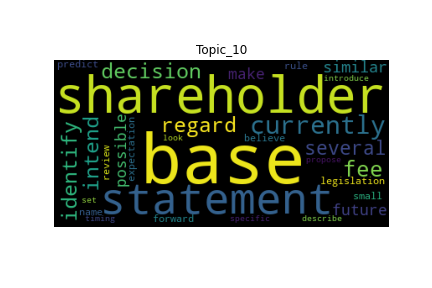 Topic_10
predict decision make rule similar
introduce
shareholder
identify intend possible regard currently
review expectation look believe several
base fee
propose legislation
statement small
set name future
timing forward specific describe